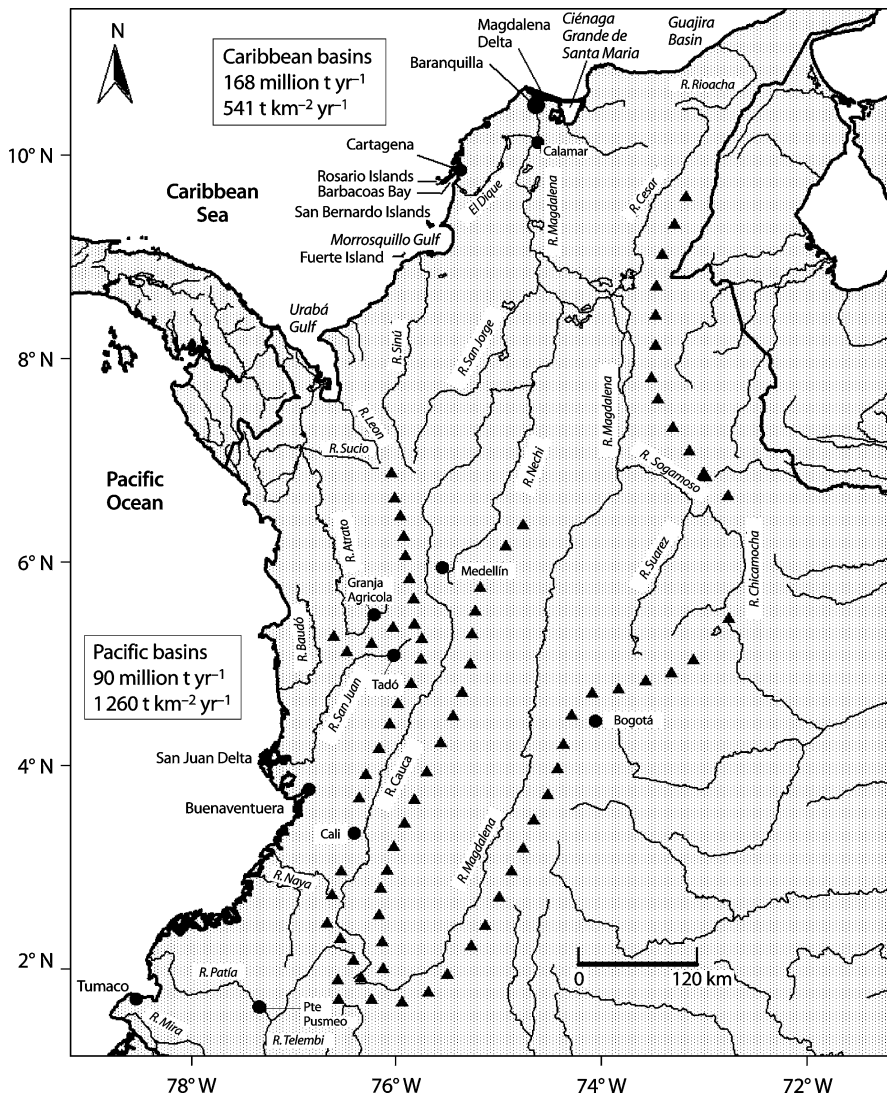 N
Caribbean basins
168 million t yr⁻¹
541 t km⁻² yr⁻¹
Magdalena
Delta
Ciénaga
Grande de
Santa Maria
Guajira
Basin
Baranquilla
R. Rioacha
Cartagena
Calamar
10° N
Rosario Islands
Barbacoas Bay
El Dique
R. Magdalena
R. Cesar
Caribbean
Sea
San Bernardo Islands
Morrosquillo Gulf
Fuerte Island
Urabá
Gulf
R. Sinú
R. San Jorge
8° N
R. Magdalena
R. Leon
R. Sucio
R. Nechi
R. Sogamoso
Pacific
Ocean
R. Atrato
6° N
Medellín
R. Suarez
R. Chicamocha
Granja
Agricola
R. Baudó
Pacific basins
90 million t yr⁻¹
1 260 t km⁻² yr⁻¹
Tadó
R. San Juan
Bogotá
4° N
San Juan Delta
R. Cauca
Buenaventuera
Cali
R. Magdalena
R. Naya
2° N
R. Patía
0
120 km
Tumaco
Pte
Pusmeo
R. Mira
R. Telembi
78° W
76° W
74° W
72° W